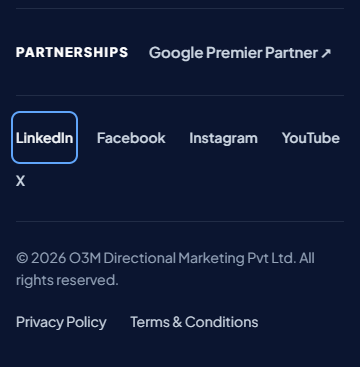 PARTNERSHIPS Google Premier Partner ↗
LinkedIn Facebook Instagram YouTube
X
© 2026 O3M Directional Marketing Pvt Ltd. All
rights reserved.
Privacy Policy Terms & Conditions